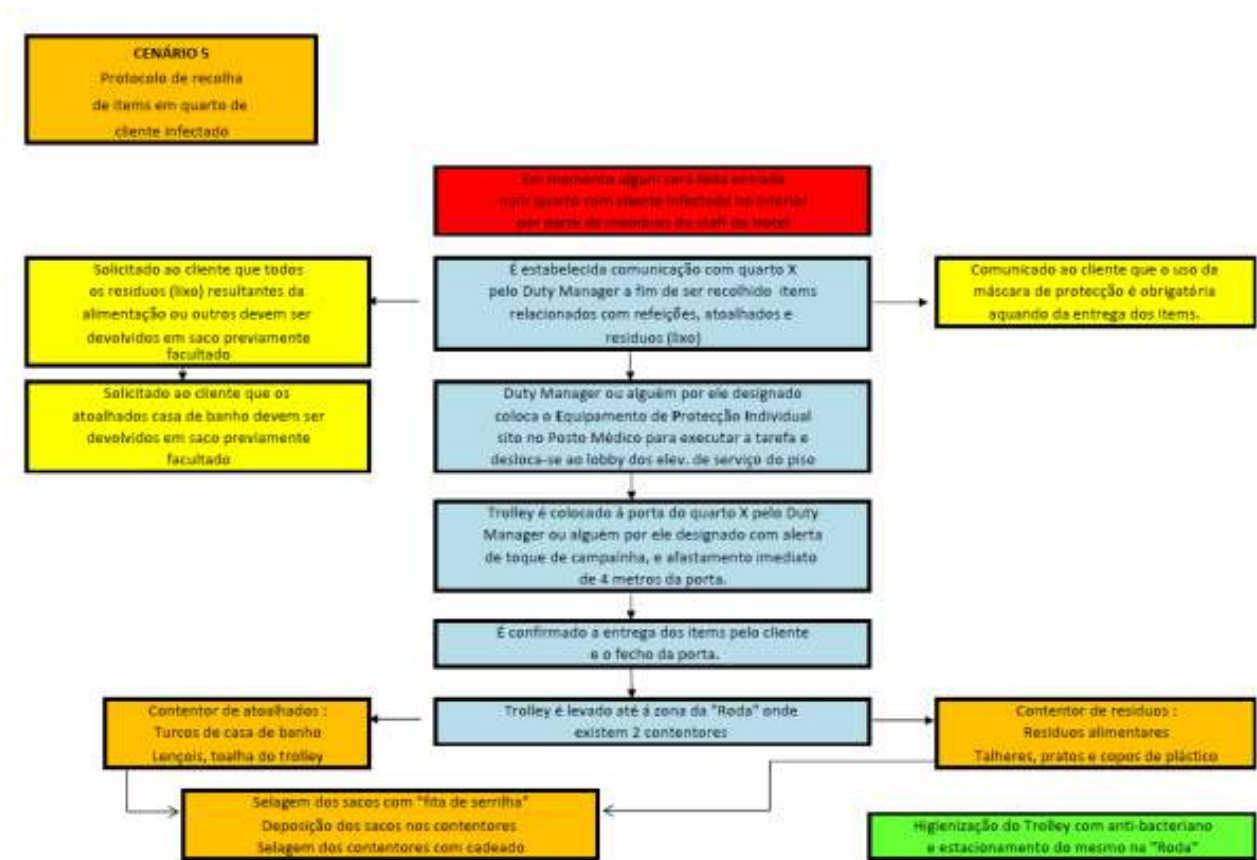 CENÁRIO 5
Protocolo de recolha
de items em quarto de
cliente infectado
Em momento algum será feita entrada
num quarto com cliente infectado no interior
por parte de membros do staff do Hotel
Solicitado ao cliente que todos
os residuos (lixo) resultantes da
alimentação ou outros devem ser
devolvidos em saco previamente
facultado
É estabelecida comunicação com quarto X
pelo Duty Manager a fim de ser recolhido items
relacionados com refeições, atoalhados e
residuos (lixo)
Comunicado ao cliente que o uso da
máscara de protecção é obrigatória
aquando da entrega dos items.
Solicitado ao cliente que os
atoalhados casa de banho devem ser
devolvidos em saco previamente
facultado
Duty Manager ou alguém por ele designado
coloca o Equipamento de Protecção Individual
sito no Posto Médico para executar a tarefa e
desloca-se ao lobby dos elev. de serviço do piso
Trolley é colocado á porta do quarto X pelo Duty
Manager ou alguém por ele designado com alerta
de toque de campaínha, e afastamento imediato
de 4 metros da porta.
É confirmado a entrega dos items pelo cliente
e o fecho da porta.
Contentor de atoalhados :
Turcos de casa de banho
Lençois, toalha do trolley
Trolley é levado até á zona da "Roda" onde
existem 2 contentores
Contentor de residuos :
Residuos alimentares
Talheres, pratos e copos de plástico
Selagem dos sacos com "fita de serrilha"
Deposição dos sacos nos contentores
Selagem dos contentores com cadeado
Higienização do Trolley com anti-bacteriano
e estacionamento do mesmo na "Roda"